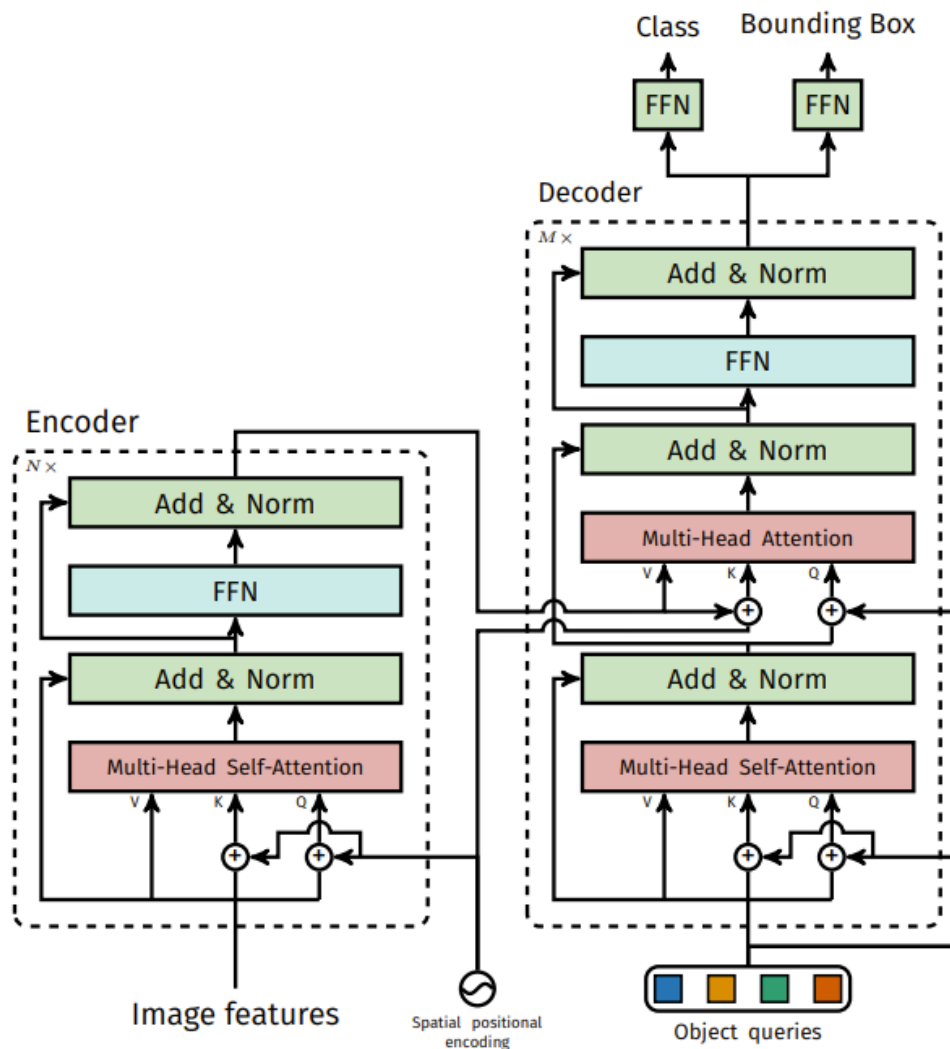 Class
Bounding Box
FFN
FFN
Decoder
M ×
Add & Norm
FFN
Add & Norm
Multi-Head Attention
V
K
Q
Add & Norm
Multi-Head Self-Attention
V
K
Q
Object queries
Encoder
N ×
Add & Norm
FFN
Add & Norm
Multi-Head Self-Attention
V
K
Q
Image features
Spatial positional
encoding